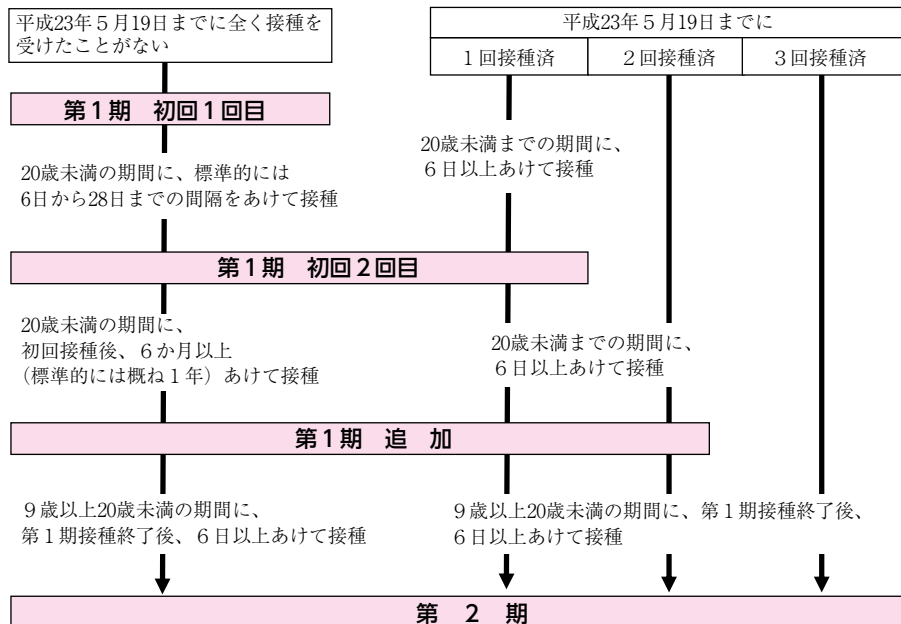 平成23年5月19日までに全く接種を
受けたことがない
平成23年5月19日までに
1回接種済
2回接種済
3回接種済
第1期 初回1回目
20歳未満の期間に、標準的には
6日から28日までの間隔をあけて接種
20歳未満までの期間に、
6日以上あけて接種
第1期 初回2回目
20歳未満の期間に、
初回接種後、6か月以上
(標準的には概ね1年)あけて接種
20歳未満までの期間に、
6日以上あけて接種
第1期 追 加
9歳以上20歳未満の期間に、
第1期接種終了後、6日以上あけて接種
9歳以上20歳未満の期間に、第1期接種終了後、
6日以上あけて接種
第 2 期